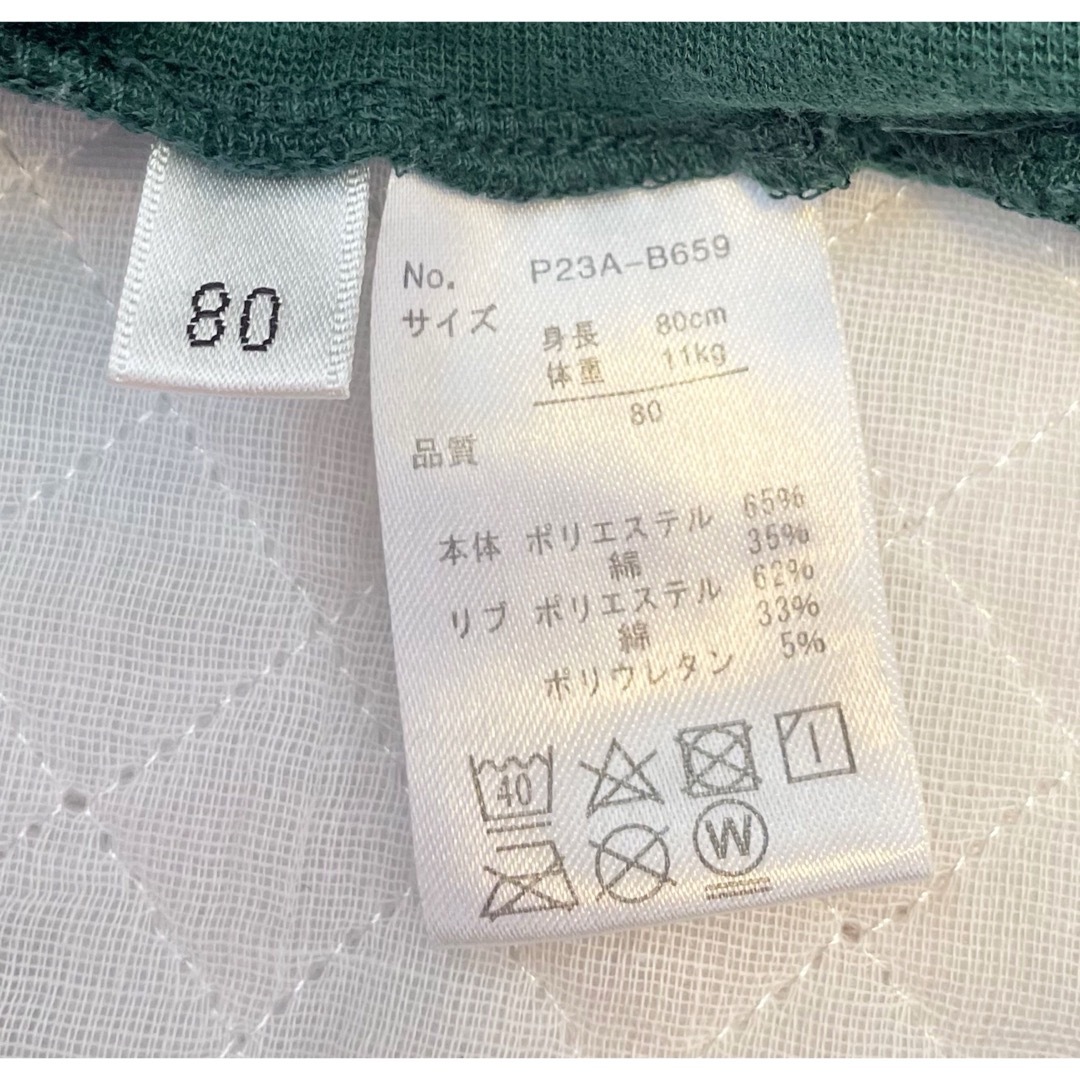 80
No. P23A-B659
サイズ 身長 80cm
体重 11kg
80
品質
本体 ポリエステル 65%
綿 35%
リブ ポリエステル 62%
綿 33%
ポリウレタン 5%
40
W